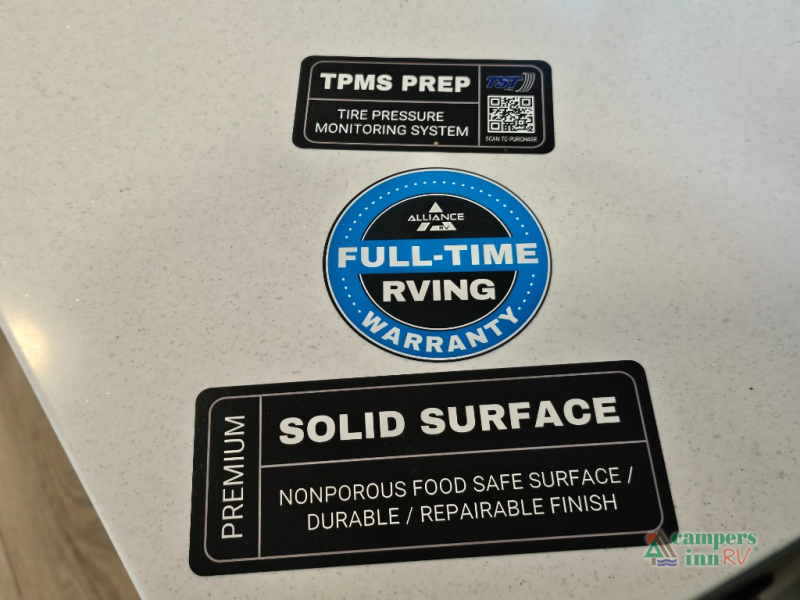 TPMS PREP
TST
TIRE PRESSURE
MONITORING SYSTEM
SCAN TO PURCHASE
ALLIANCE
RV
FULL-TIME
RVING
WARRANTY
PREMIUM
SOLID SURFACE
NONPOROUS FOOD SAFE SURFACE /
DURABLE / REPAIRABLE FINISH
campers
inn RV